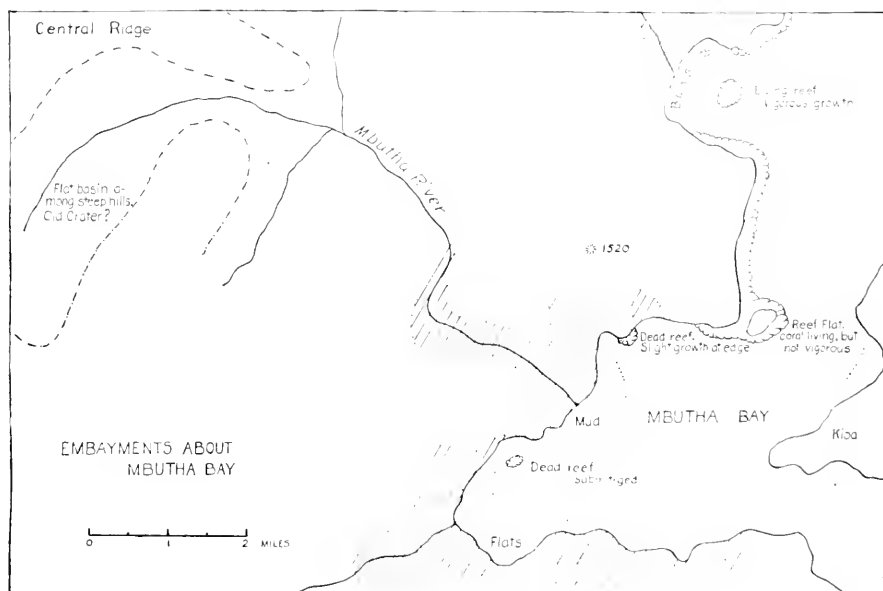 Central Ridge
Living reef
Vigorous growth
Mbutha River
Flat basin a-
mong steep hills.
Old Crater?
1520
Dead reef.
Slight growth at edge
Reef Flat.
coral living, but
not vigorous
Mud
MBUTHA BAY
Kioa
EMBAYMENTS ABOUT
MBUTHA BAY
Dead reef
Submerged
0 1 2 MILES
Flats